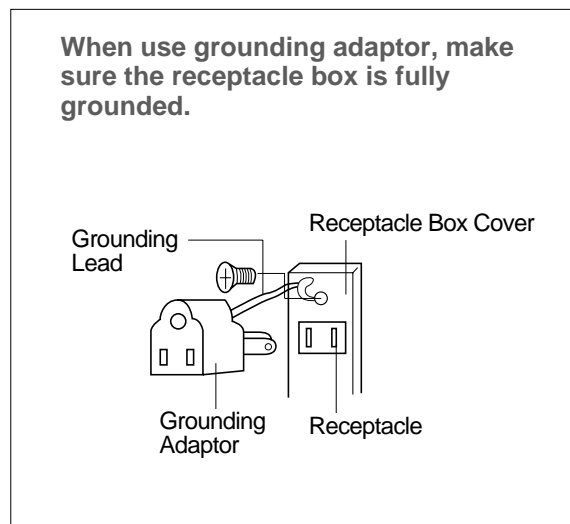 When use grounding adaptor, make
sure the receptacle box is fully
grounded.
Receptacle Box Cover
Grounding
Lead
Grounding
Adaptor
Receptacle